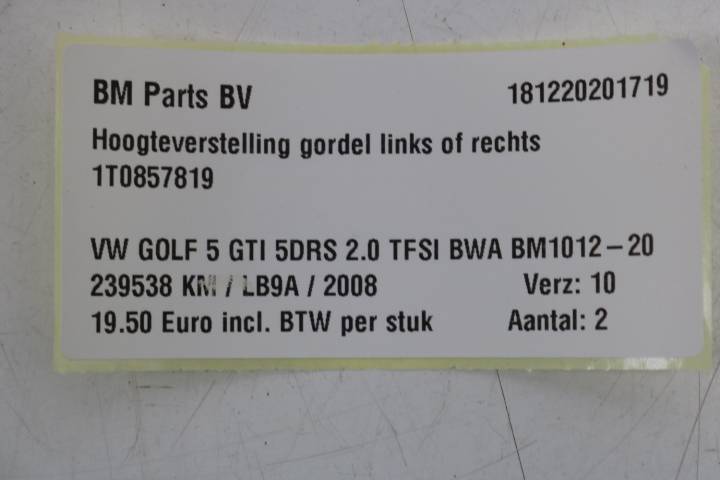 BM Parts BV 181220201719
Hoogteverstelling gordel links of rechts
1T0857819
VW GOLF 5 GTI 5DRS 2.0 TFSI BWA BM1012-20
239538 KM / LB9A / 2008 Verz: 10
19.50 Euro incl. BTW per stuk Aantal: 2